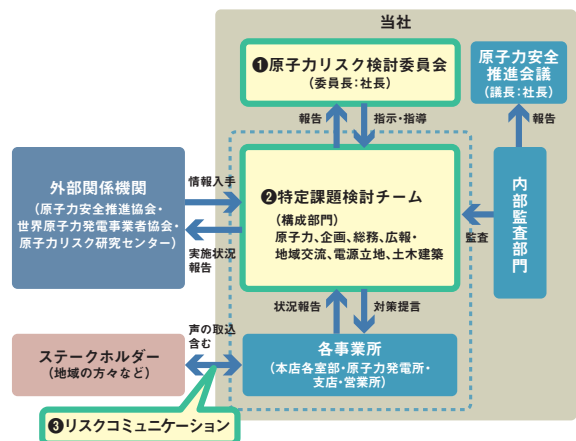 当社
❶原子力リスク検討委員会
(委員長:社長)
原子力安全
推進会議
(議長:社長)
報告
指示・指導
報告
外部関係機関
(原子力安全推進協会・
世界原子力発電事業者協会・
原子力リスク研究センター)
情報入手
実施状況
報告
❷特定課題検討チーム
(構成部門)
原子力、企画、総務、広報・
地域交流、電源立地、土木建築
監査
内部監査部門
状況報告
対策提言
ステークホルダー
(地域の方々など)
声の取込
含む
各事業所
(本店各室部・原子力発電所・
支店・営業所)
❸リスクコミュニケーション